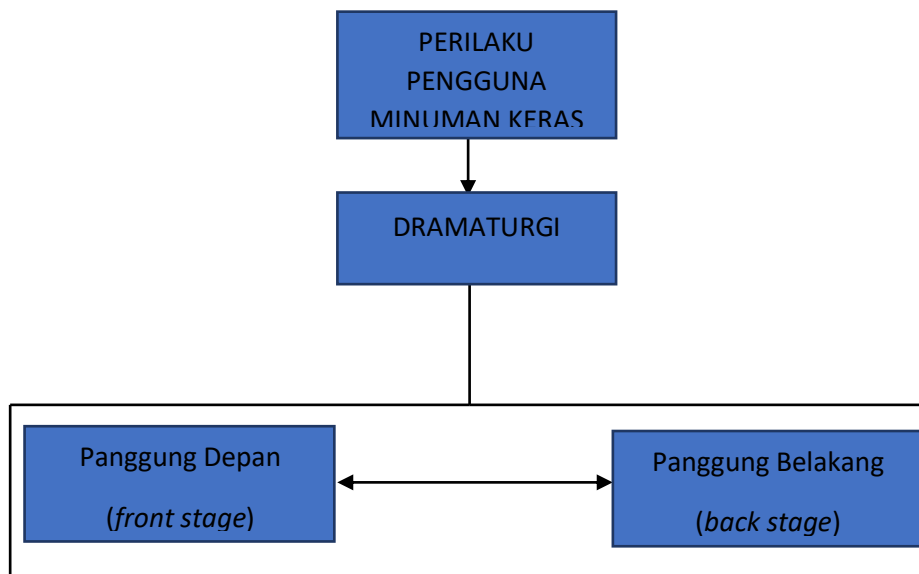 PERILAKU
PENGGUNA
MINUMAN KERAS
DRAMATURGI
Panggung Depan
(front stage)
Panggung Belakang
(back stage)